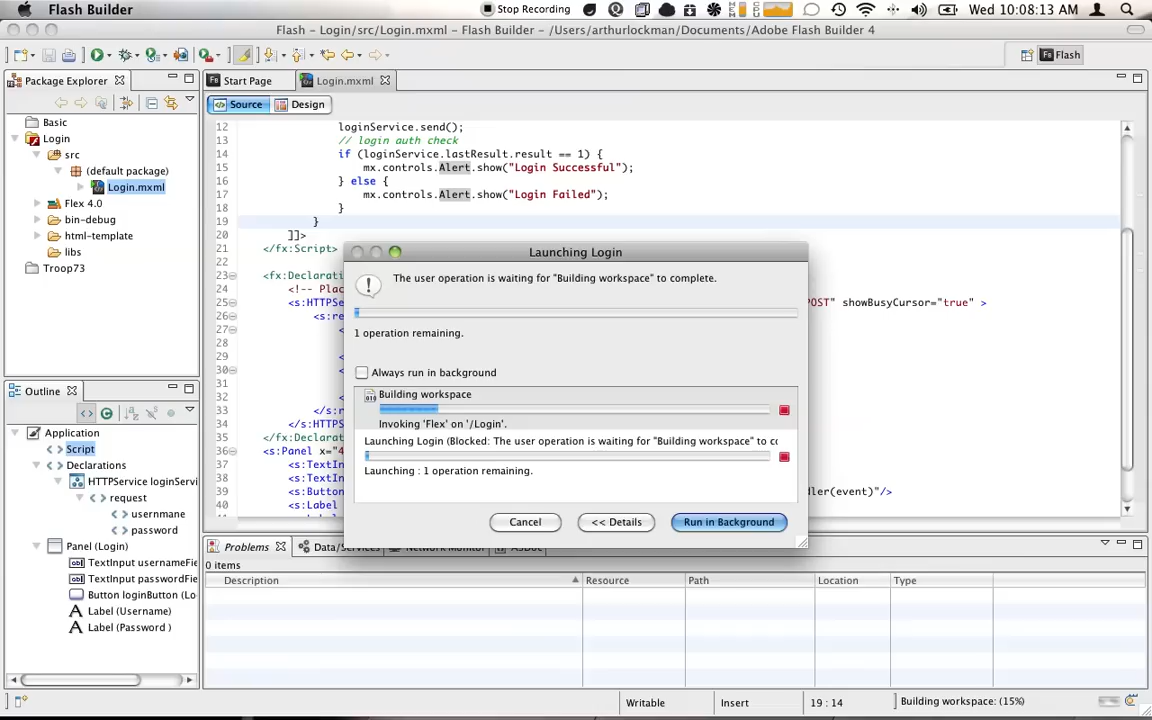 Flash Builder
Stop Recording
MEM
CPU
Wed 10:08:13 AM
Flash – Login/src/Login.mxml – Flash Builder – /Users/arthurlockman/Documents/Adobe Flash Builder 4
Flash
Package Explorer
Basic
Login
src
(default package)
Login.mxml
Flex 4.0
bin-debug
html-template
libs
Troop73
Start Page
Login.mxml
Source
Design
12 loginService.send();
13 // login auth check
14 if (loginService.lastResult.result == 1) {
15 mx.controls.Alert.show("Login Successful");
16 } else {
17 mx.controls.Alert.show("Login Failed");
18 }
19 }
20 ]]>
21 </fx:Script>
22
23 <fx:Declarati
24 <!-- Plac
25 <s:HTTPSe OST" showBusyCursor="true" >
26 <s:re
27
28
29
30
31
32
33 </s:r
34 </s:HTTP
35 </fx:Declara
36 <s:Panel x="4
37 <s:TextIn
38 <s:TextIn
39 <s:Button dler(event)"/>
40 <s:Label
Launching Login
The user operation is waiting for "Building workspace" to complete.
1 operation remaining.
Always run in background
Building workspace
Invoking 'Flex' on '/Login'.
Launching Login (Blocked: The user operation is waiting for "Building workspace" to cc
Launching : 1 operation remaining.
Cancel
<< Details
Run in Background
Outline
Application
Script
Declarations
HTTPService loginServi
request
usernmane
password
Panel (Login)
TextInput usernameFie
TextInput passwordFie
Button loginButton (Lo
Label (Username)
Label (Password )
Problems
Data/Services
Network Monitor
ASDoc
0 items
Description
Resource
Path
Location
Type
Writable
Insert
19 : 14
Building workspace: (15%)